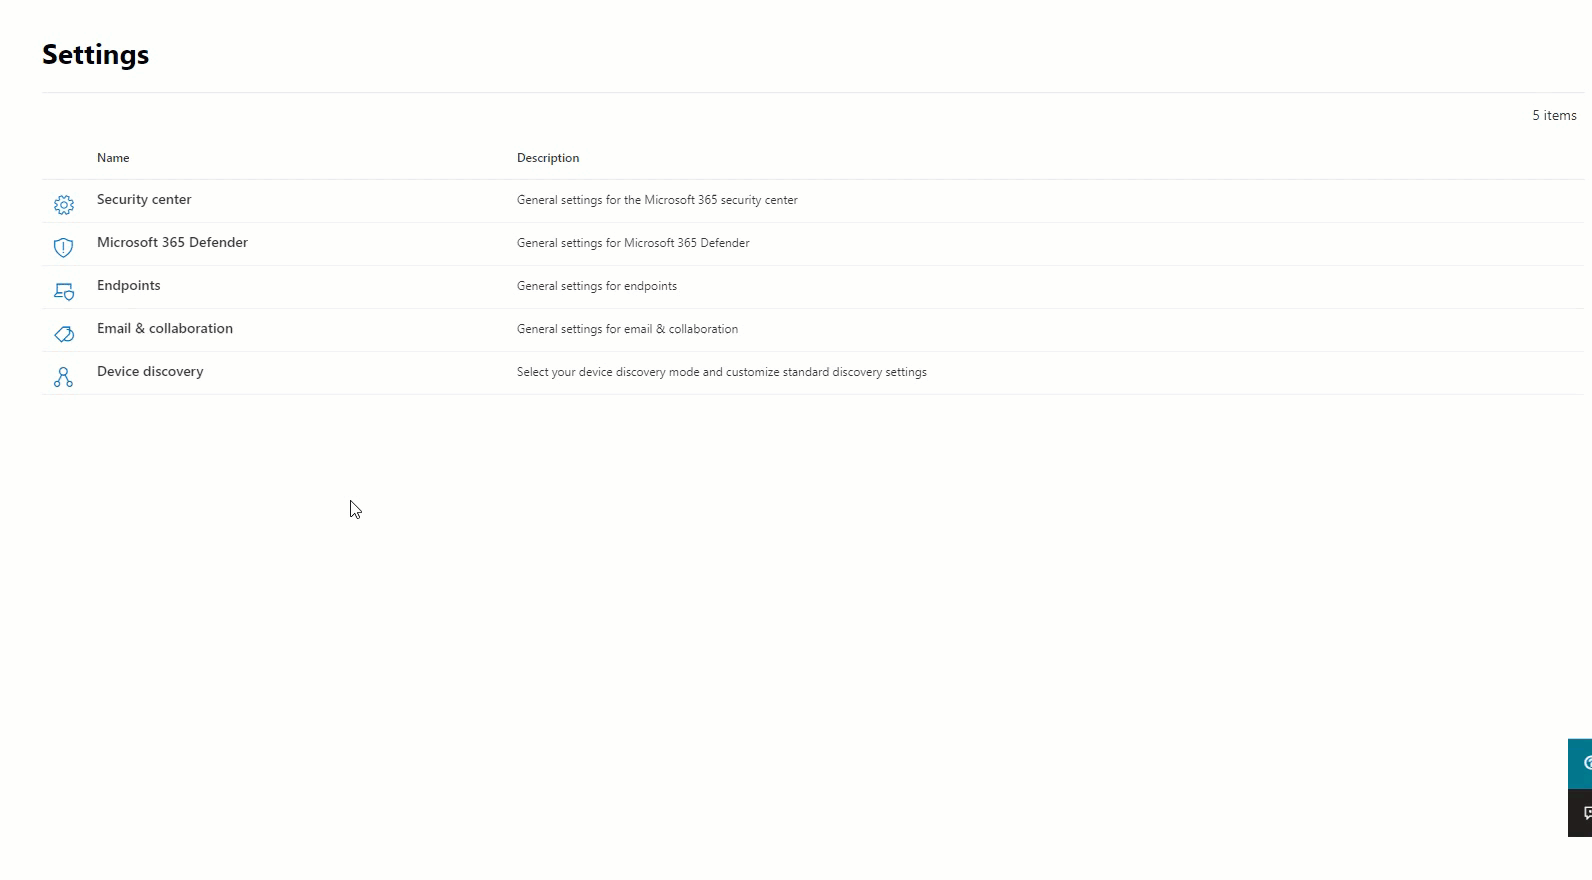 Settings
5 items
Name Description
Security center General settings for the Microsoft 365 security center
Microsoft 365 Defender General settings for Microsoft 365 Defender
Endpoints General settings for endpoints
Email & collaboration General settings for email & collaboration
Device discovery Select your device discovery mode and customize standard discovery settings